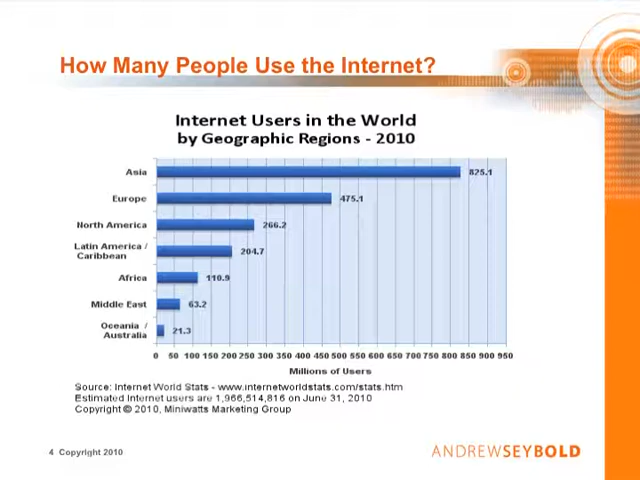 How Many People Use the Internet?
Internet Users in the World
by Geographic Regions - 2010
Asia 825.1
Europe 475.1
North America 266.2
Latin America / Caribbean 204.7
Africa 110.9
Middle East 63.2
Oceania / Australia 21.3
0 50 100 150 200 250 300 350 400 450 500 550 600 650 700 750 800 850 900 950
Millions of Users
Source: Internet World Stats - www.internetworldstats.com/stats.htm
Estimated Internet users are 1,966,514,816 on June 31, 2010
Copyright © 2010, Miniwatts Marketing Group
4 Copyright 2010
ANDREWSEYBOLD